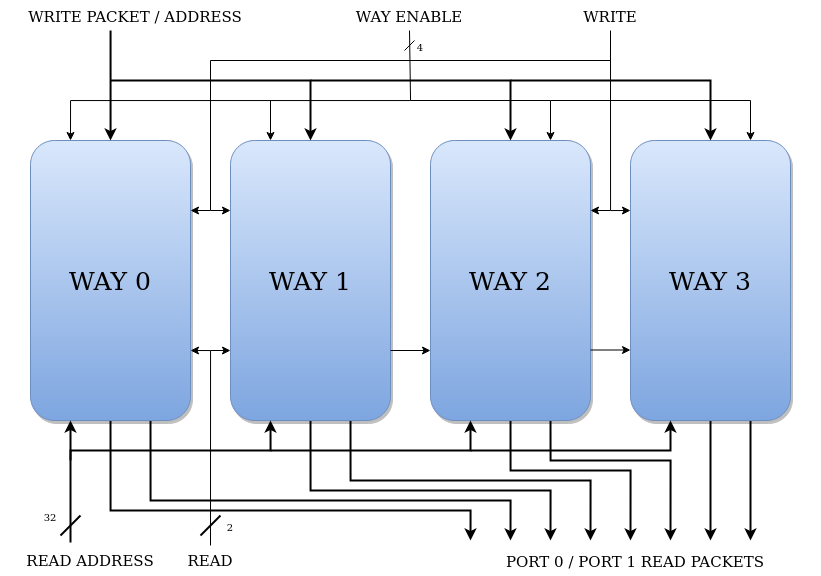 WRITE PACKET / ADDRESS
WAY ENABLE
WRITE
4
WAY 0
WAY 1
WAY 2
WAY 3
32
2
READ ADDRESS
READ
PORT 0 / PORT 1 READ PACKETS